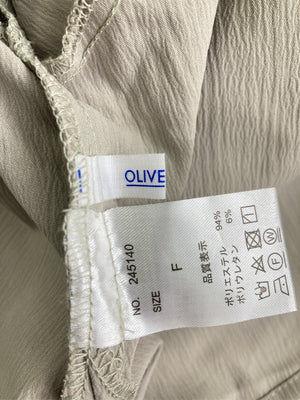 OLIVE
NO. 245140
SIZE F
品質表示
ポリエステル 94%
ポリウレタン 6%